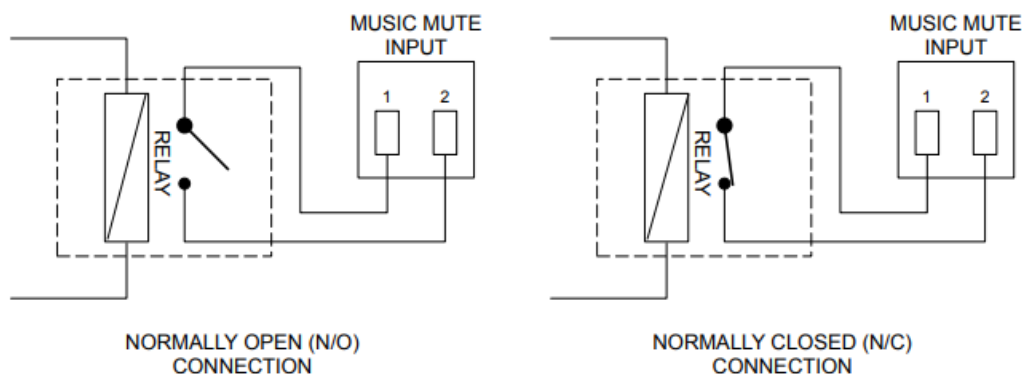 MUSIC MUTE
INPUT
1
2
RELAY
NORMALLY OPEN (N/O)
CONNECTION
MUSIC MUTE
INPUT
1
2
RELAY
NORMALLY CLOSED (N/C)
CONNECTION